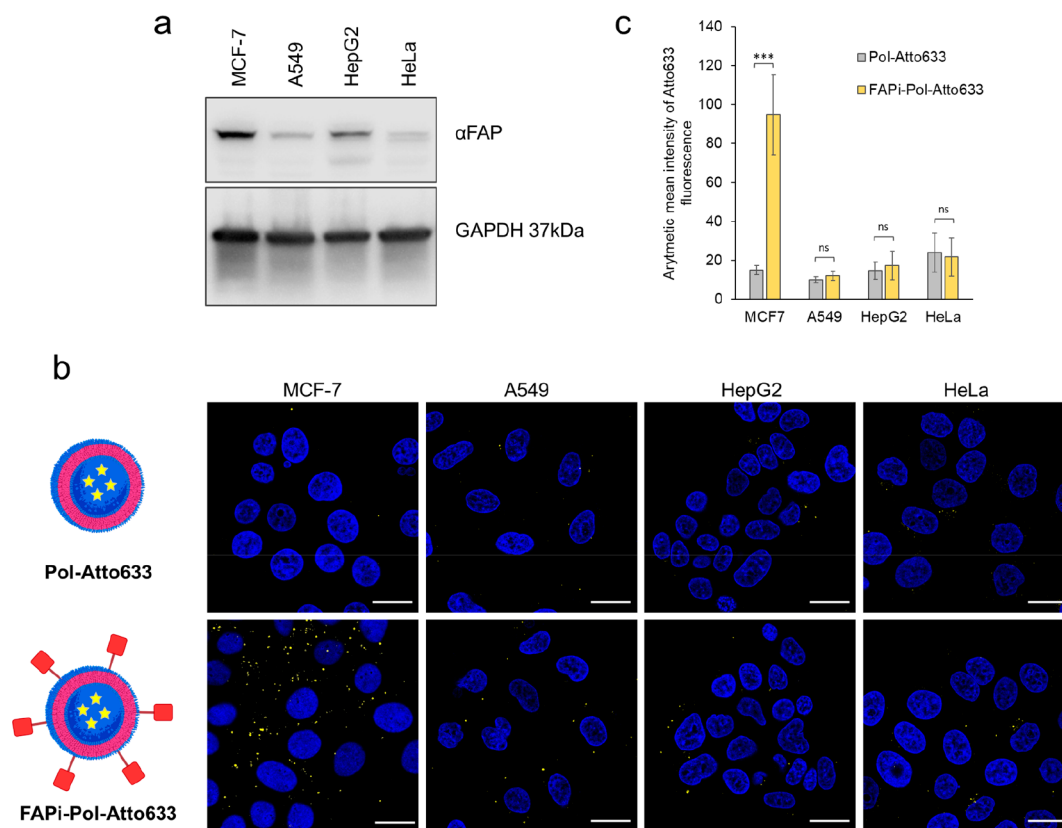 a
MCF-7
A549
HepG2
HeLa
αFAP
GAPDH 37kDa
c
Arytmetic mean intensity of Atto633
fluorescence
140
120
100
80
60
40
20
0
***
ns
ns
ns
Pol-Atto633
FAPi-Pol-Atto633
MCF7
A549
HepG2
HeLa
b
MCF-7
A549
HepG2
HeLa
Pol-Atto633
FAPi-Pol-Atto633